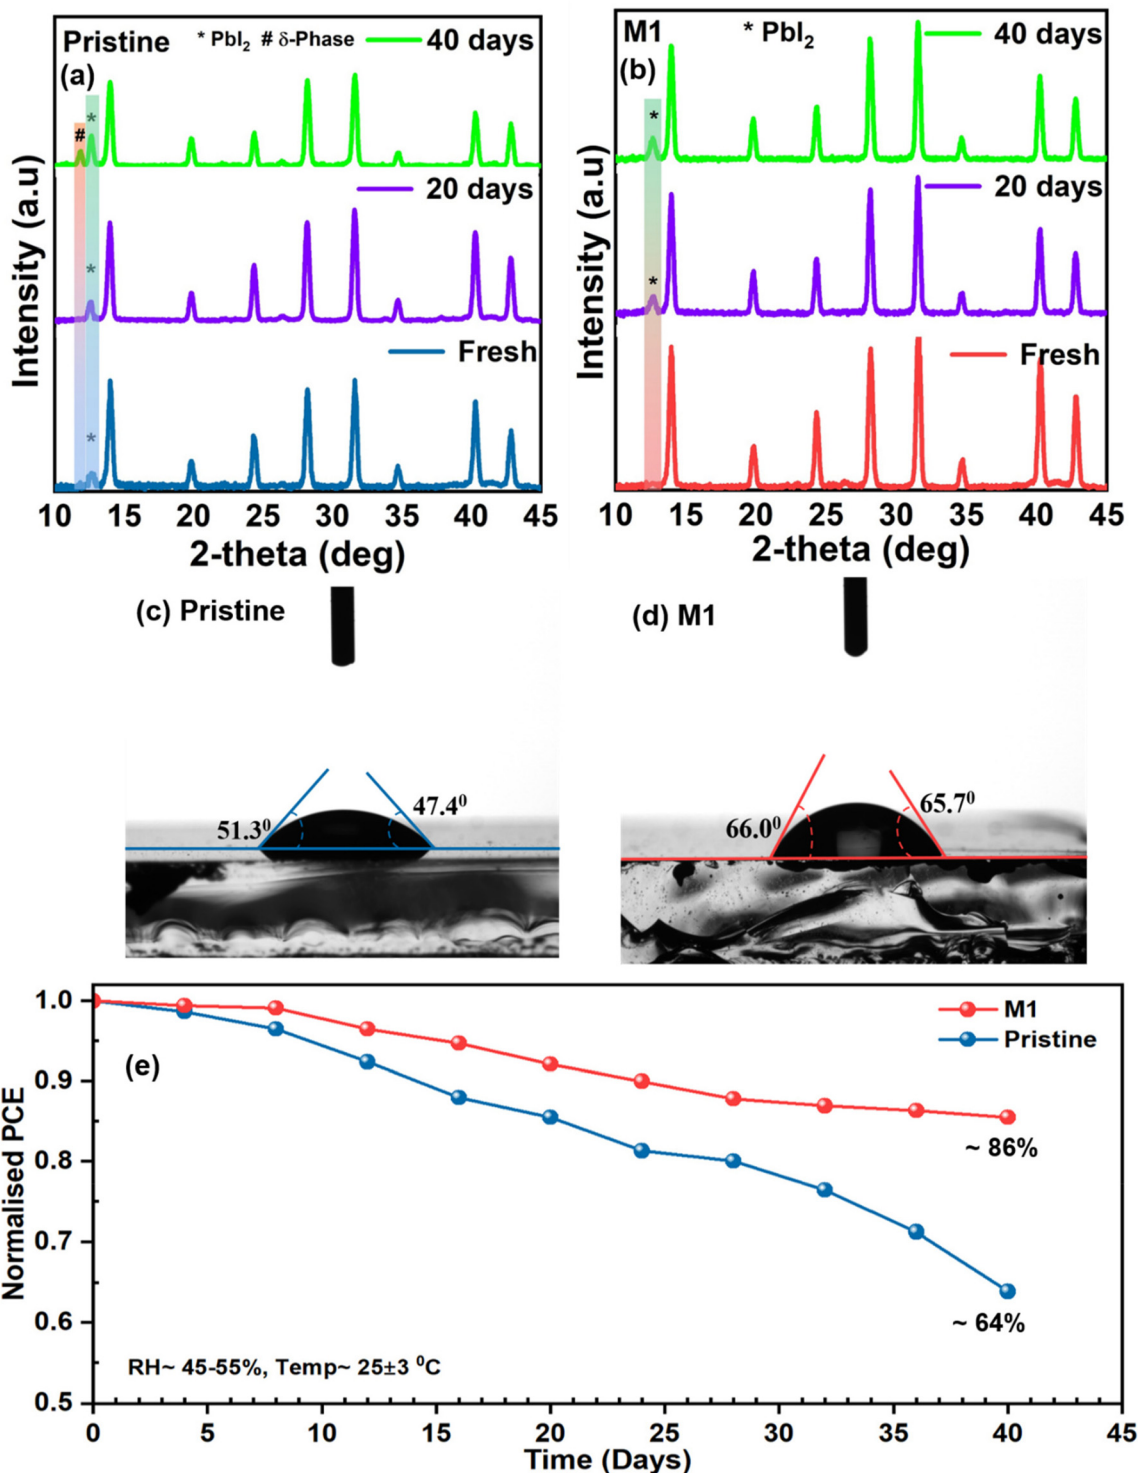 Pristine * PbI₂ # δ-Phase 40 days
(a)
*
#
20 days
*
Fresh
*
Intensity (a.u)
10 15 20 25 30 35 40 45
2-theta (deg)
M1 * PbI₂ 40 days
(b)
*
20 days
*
Fresh
Intensity (a.u)
10 15 20 25 30 35 40 45
2-theta (deg)
(c) Pristine
51.3⁰ 47.4⁰
(d) M1
66.0⁰ 65.7⁰
1.0
0.9
0.8
0.7
0.6
0.5
Normalised PCE
(e)
M1
Pristine
~ 86%
~ 64%
RH~ 45-55%, Temp~ 25±3 ⁰C
0 5 10 15 20 25 30 35 40 45
Time (Days)